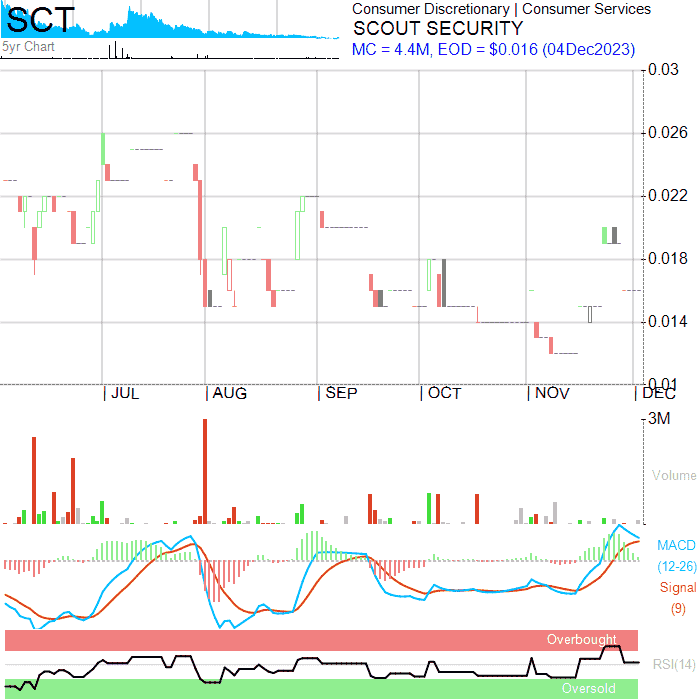 SCT
5yr Chart
Consumer Discretionary | Consumer Services
SCOUT SECURITY
MC = 4.4M, EOD = $0.016 (04Dec2023)
0.03
0.026
0.022
0.018
0.014
0.01
JUL AUG SEP OCT NOV DEC
3M
Volume
MACD
(12-26)
Signal
(9)
Overbought
RSI(14)
Oversold